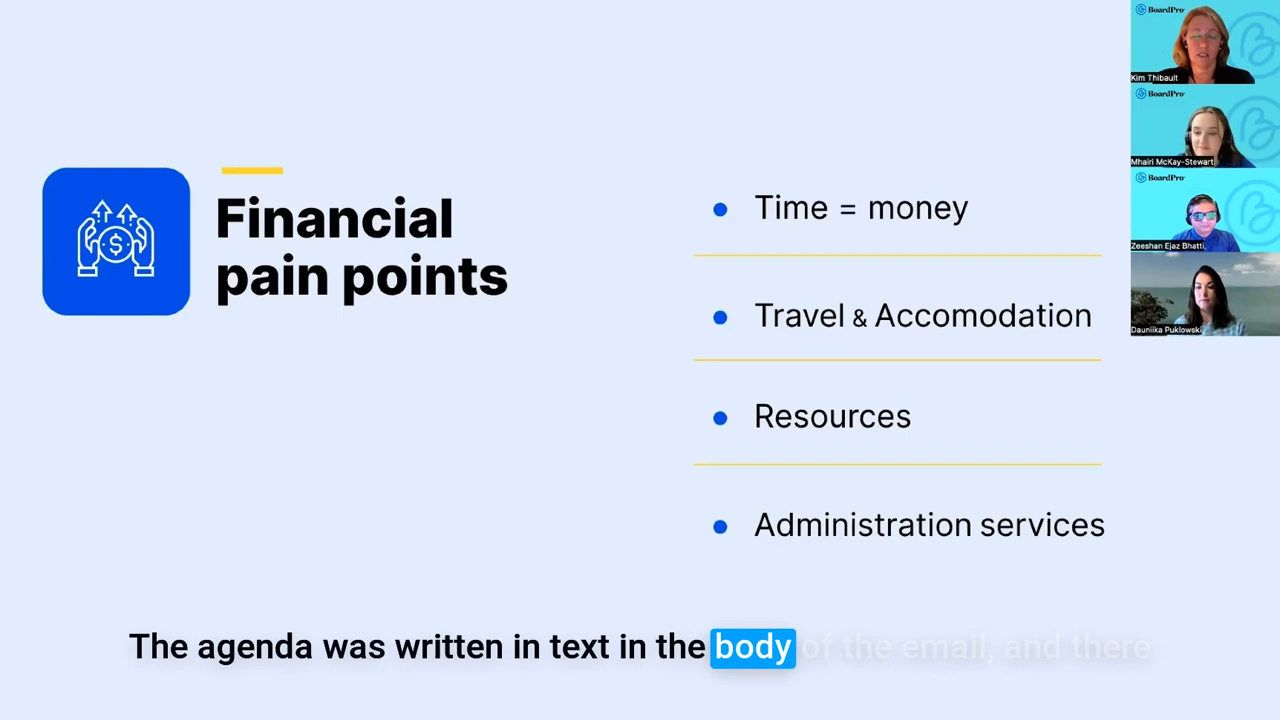 Financial
pain points
Time = money
Travel & Accomodation
Resources
Administration services
BoardPro
Kim Thibault
BoardPro
Mhairi McKay-Stewart
BoardPro
Zeeshan Ejaz Bhatti,
Dauniika Puklowski
The agenda was written in text in the body of the email, and there